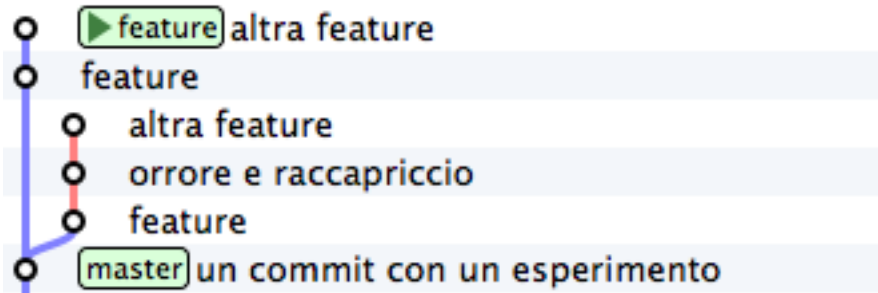 feature altra feature
feature
altra feature
orrore e raccapriccio
feature
master un commit con un esperimento